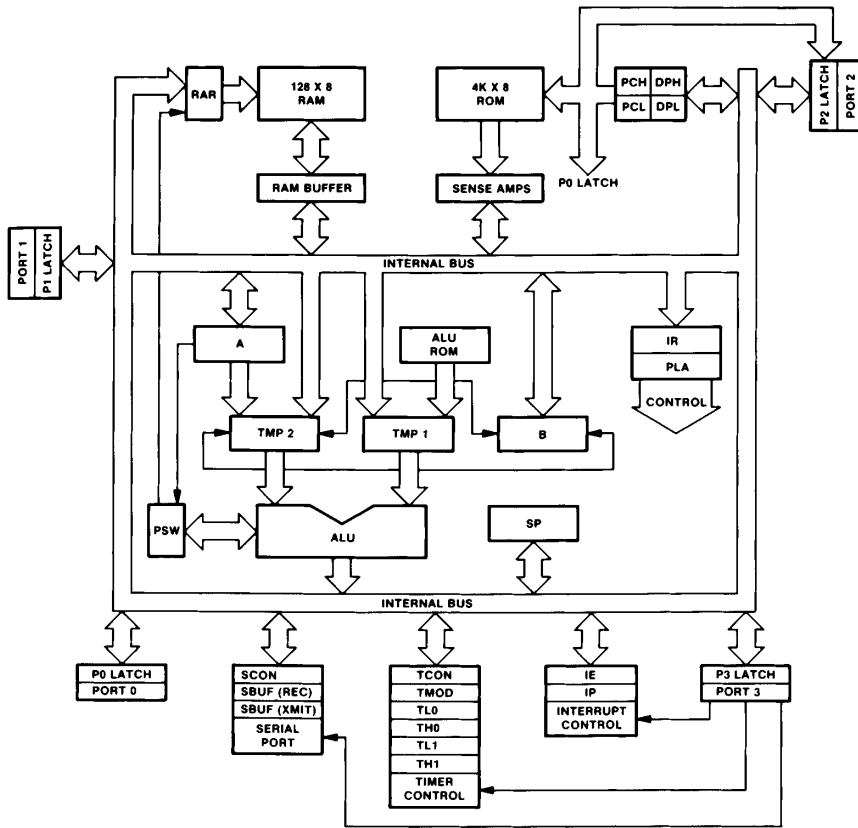 RAR
128 X 8
RAM
4K X 8
ROM
PCH DPH
PCL DPL
P2 LATCH
PORT 2
RAM BUFFER
SENSE AMPS
P0 LATCH
PORT 1
P1 LATCH
INTERNAL BUS
A
ALU
ROM
IR
PLA
CONTROL
TMP 2
TMP 1
B
PSW
ALU
SP
INTERNAL BUS
P0 LATCH
PORT 0
SCON
SBUF (REC)
SBUF (XMIT)
SERIAL
PORT
TCON
TMOD
TL0
TH0
TL1
TH1
TIMER
CONTROL
IE
IP
INTERRUPT
CONTROL
P3 LATCH
PORT 3